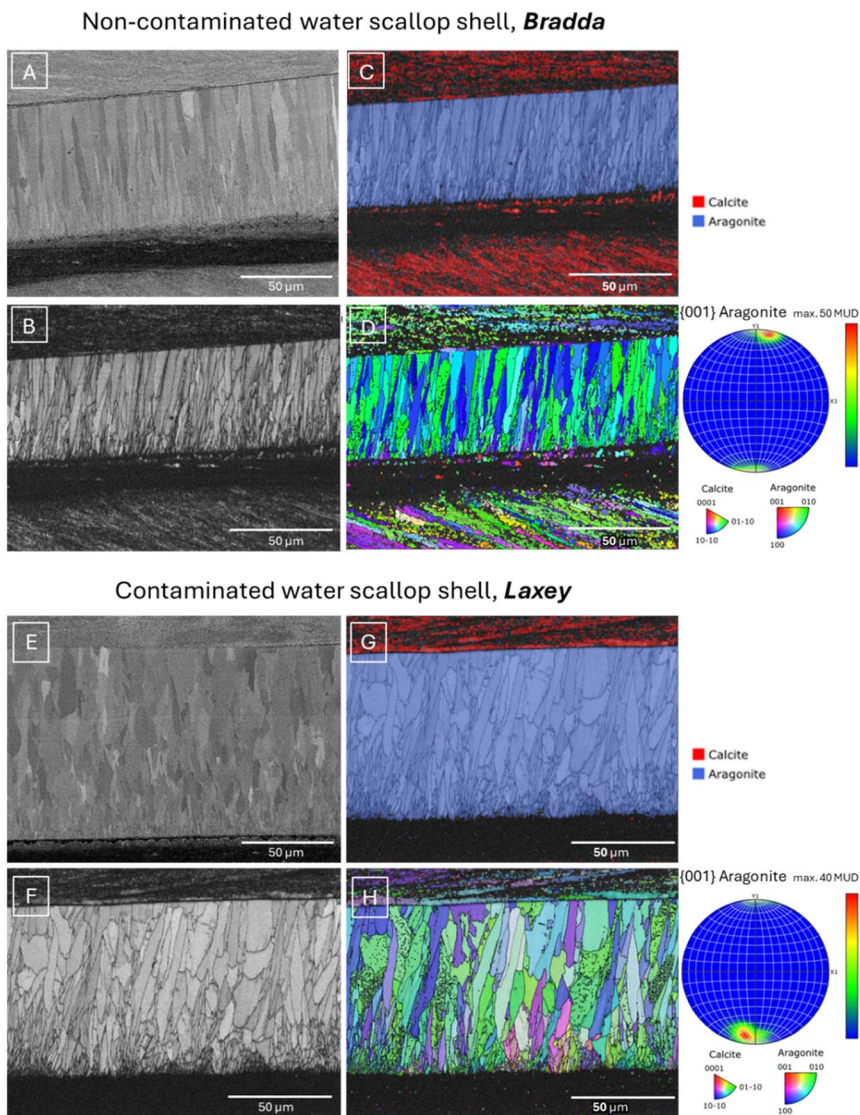 Non-contaminated water scallop shell, Bradda
A
C
50 µm
50 µm
Calcite
Aragonite
B
D
50 µm
50 µm
{001} Aragonite max. 50 MUD
Y1
X1
Calcite
0001
01-10
10-10
Aragonite
001 010
100
Contaminated water scallop shell, Laxey
E
G
50 µm
50 µm
Calcite
Aragonite
F
H
50 µm
50 µm
{001} Aragonite max. 40 MUD
Y1
X1
Calcite
0001
01-10
10-10
Aragonite
001 010
100